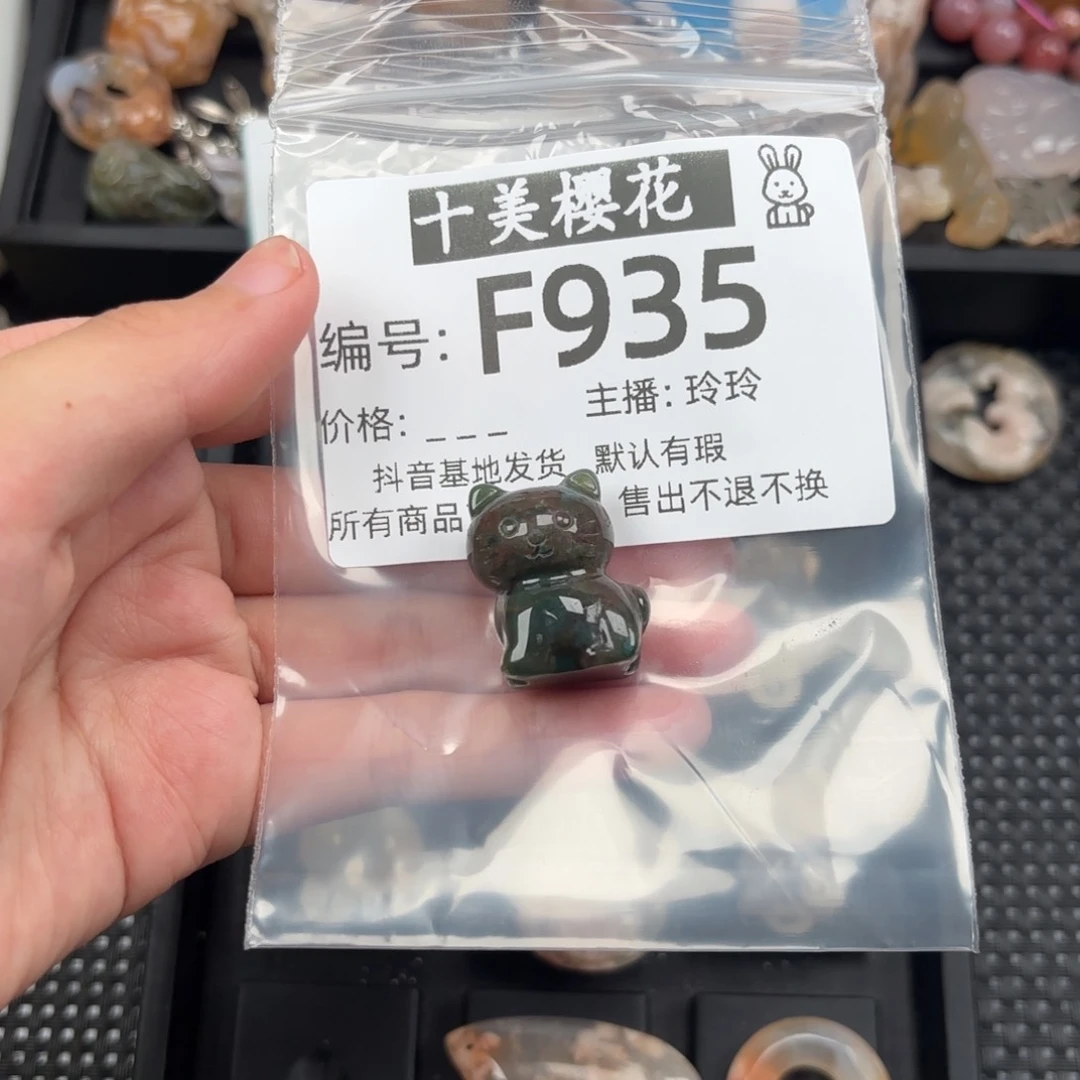 十美樱花
编号：F935
价格：_ _ _ 主播：玲玲
抖音基地发货 默认有瑕
所有商品 售出不退不换